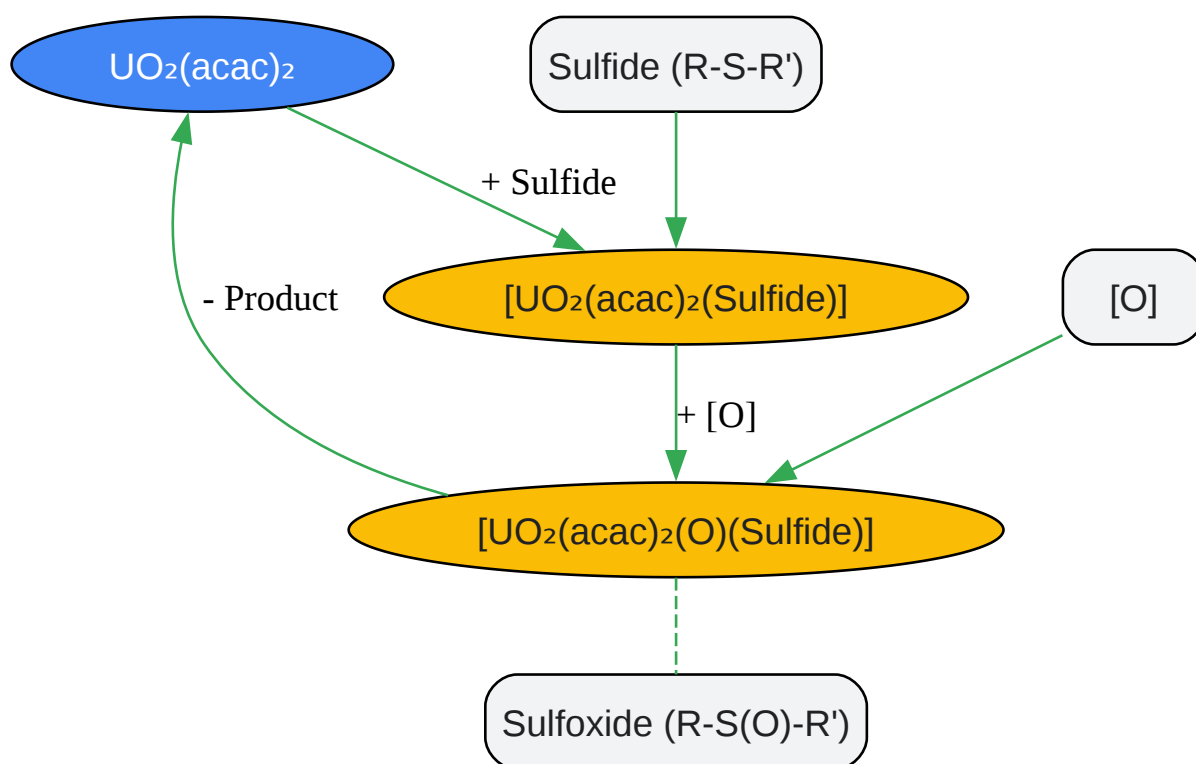 UO₂(acac)₂
Sulfide (R-S-R')
+ Sulfide
[UO₂(acac)₂(Sulfide)]
[O]
- Product
+ [O]
[UO₂(acac)₂(O)(Sulfide)]
Sulfoxide (R-S(O)-R')